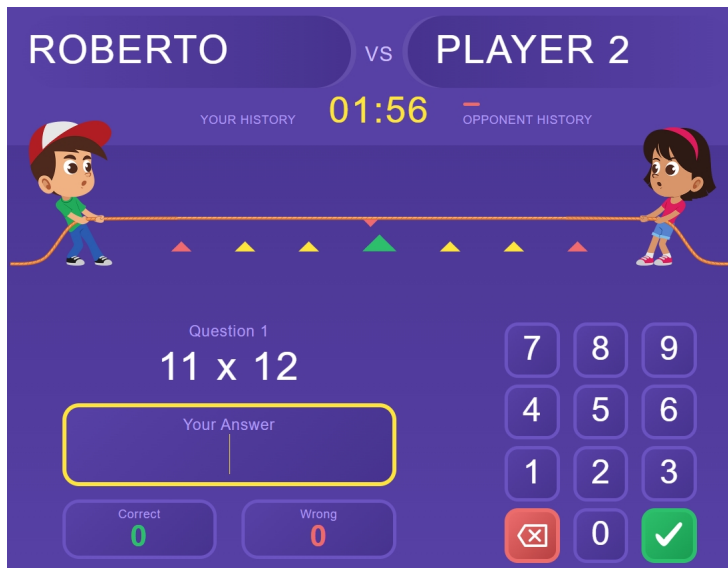 ROBERTO VS PLAYER 2
YOUR HISTORY 01:56 OPPONENT HISTORY
Question 1
11 x 12
Your Answer
Correct Wrong
0 0
7 8 9
4 5 6
1 2 3
0